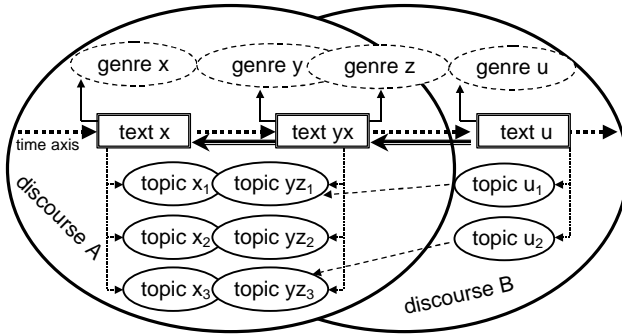 genre x
genre y
genre z
genre u
text x
text yx
text u
time axis
topic x1
topic yz1
topic u1
topic x2
topic yz2
topic u2
topic x3
topic yz3
discourse A
discourse B